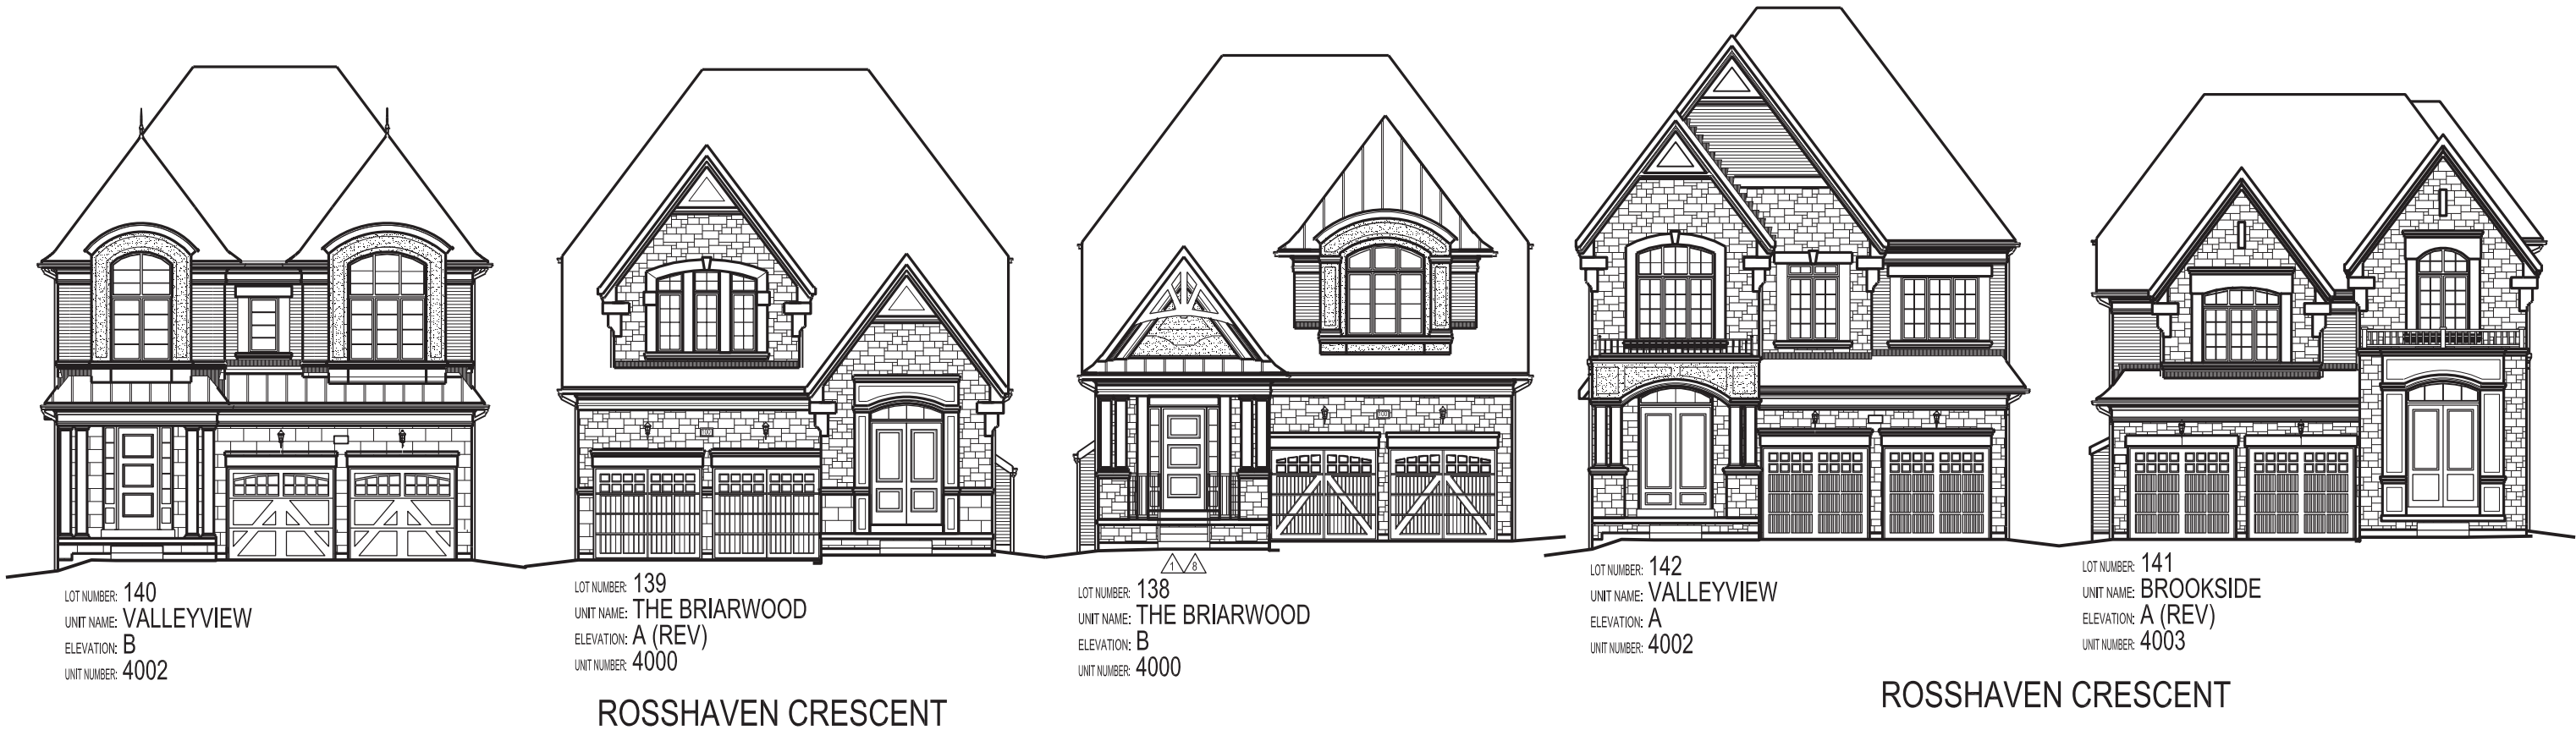 LOT NUMBER: 140
UNIT NAME: VALLEYVIEW
ELEVATION: B
UNIT NUMBER: 4002
LOT NUMBER: 139
UNIT NAME: THE BRIARWOOD
ELEVATION: A (REV)
UNIT NUMBER: 4000
1 8
LOT NUMBER: 138
UNIT NAME: THE BRIARWOOD
ELEVATION: B
UNIT NUMBER: 4000
ROSSHAVEN CRESCENT
LOT NUMBER: 142
UNIT NAME: VALLEYVIEW
ELEVATION: A
UNIT NUMBER: 4002
LOT NUMBER: 141
UNIT NAME: BROOKSIDE
ELEVATION: A (REV)
UNIT NUMBER: 4003
ROSSHAVEN CRESCENT